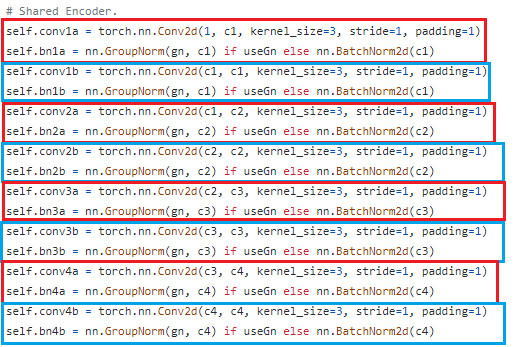 # Shared Encoder.
self.conv1a = torch.nn.Conv2d(1, c1, kernel_size=3, stride=1, padding=1)
self.bn1a = nn.GroupNorm(gn, c1) if useGn else nn.BatchNorm2d(c1)
self.conv1b = torch.nn.Conv2d(c1, c1, kernel_size=3, stride=1, padding=1)
self.bn1b = nn.GroupNorm(gn, c1) if useGn else nn.BatchNorm2d(c1)
self.conv2a = torch.nn.Conv2d(c1, c2, kernel_size=3, stride=1, padding=1)
self.bn2a = nn.GroupNorm(gn, c2) if useGn else nn.BatchNorm2d(c2)
self.conv2b = torch.nn.Conv2d(c2, c2, kernel_size=3, stride=1, padding=1)
self.bn2b = nn.GroupNorm(gn, c2) if useGn else nn.BatchNorm2d(c2)
self.conv3a = torch.nn.Conv2d(c2, c3, kernel_size=3, stride=1, padding=1)
self.bn3a = nn.GroupNorm(gn, c3) if useGn else nn.BatchNorm2d(c3)
self.conv3b = torch.nn.Conv2d(c3, c3, kernel_size=3, stride=1, padding=1)
self.bn3b = nn.GroupNorm(gn, c3) if useGn else nn.BatchNorm2d(c3)
self.conv4a = torch.nn.Conv2d(c3, c4, kernel_size=3, stride=1, padding=1)
self.bn4a = nn.GroupNorm(gn, c4) if useGn else nn.BatchNorm2d(c4)
self.conv4b = torch.nn.Conv2d(c4, c4, kernel_size=3, stride=1, padding=1)
self.bn4b = nn.GroupNorm(gn, c4) if useGn else nn.BatchNorm2d(c4)